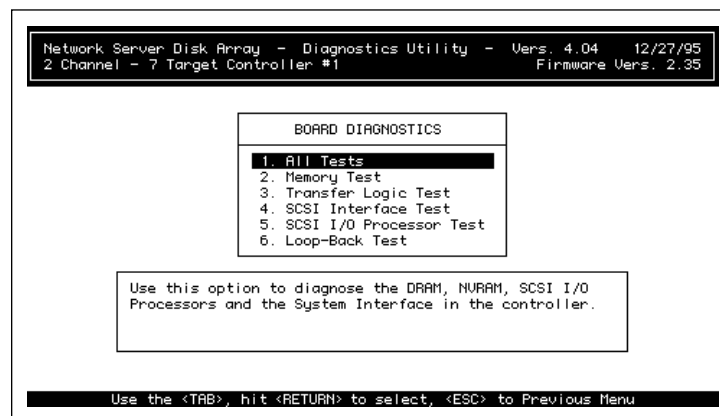 Network Server Disk Array - Diagnostics Utility - Vers. 4.04 12/27/95
2 Channel - 7 Target Controller #1 Firmware Vers. 2.35
BOARD DIAGNOSTICS
1. All Tests
2. Memory Test
3. Transfer Logic Test
4. SCSI Interface Test
5. SCSI I/O Processor Test
6. Loop-Back Test
Use this option to diagnose the DRAM, NVRAM, SCSI I/O
Processors and the System Interface in the controller.
Use the <TAB>, hit <RETURN> to select, <ESC> to Previous Menu